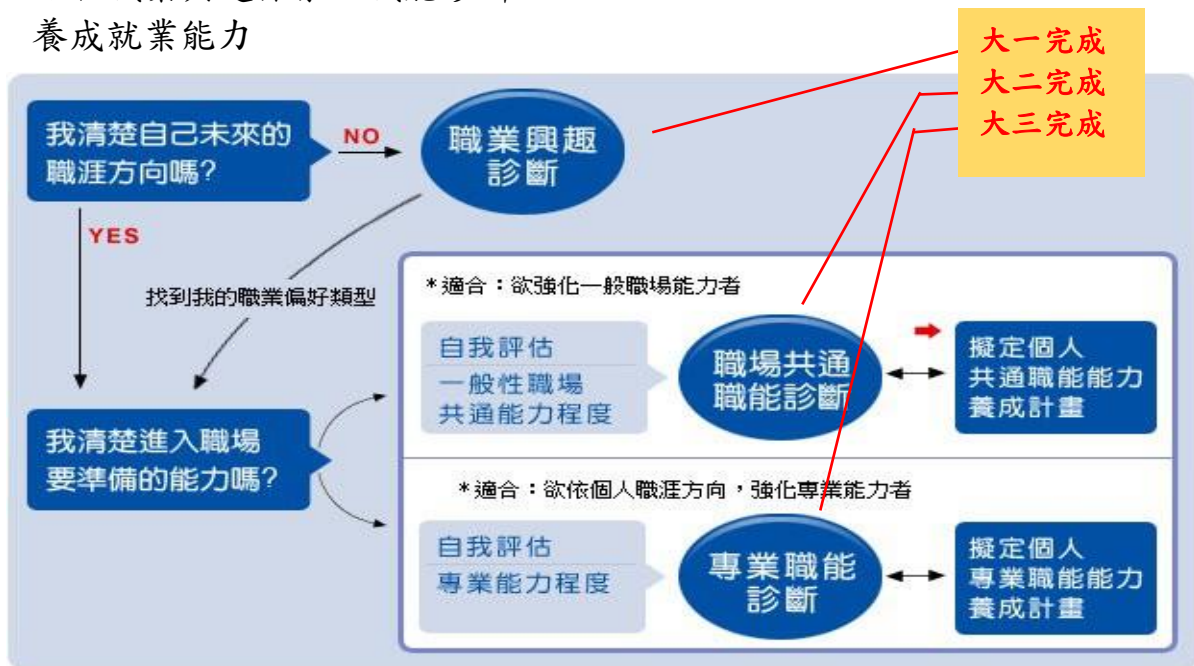 養成就業能力
大一完成
大二完成
大三完成
我清楚自己未來的
職涯方向嗎?
NO
職業興趣
診斷
YES
找到我的職業偏好類型
*適合：欲強化一般職場能力者
自我評估
一般性職場
共通能力程度
職場共通
職能診斷
擬定個人
共通職能能力
養成計畫
我清楚進入職場
要準備的能力嗎?
*適合：欲依個人職涯方向，強化專業能力者
自我評估
專業能力程度
專業職能
診斷
擬定個人
專業職能能力
養成計畫